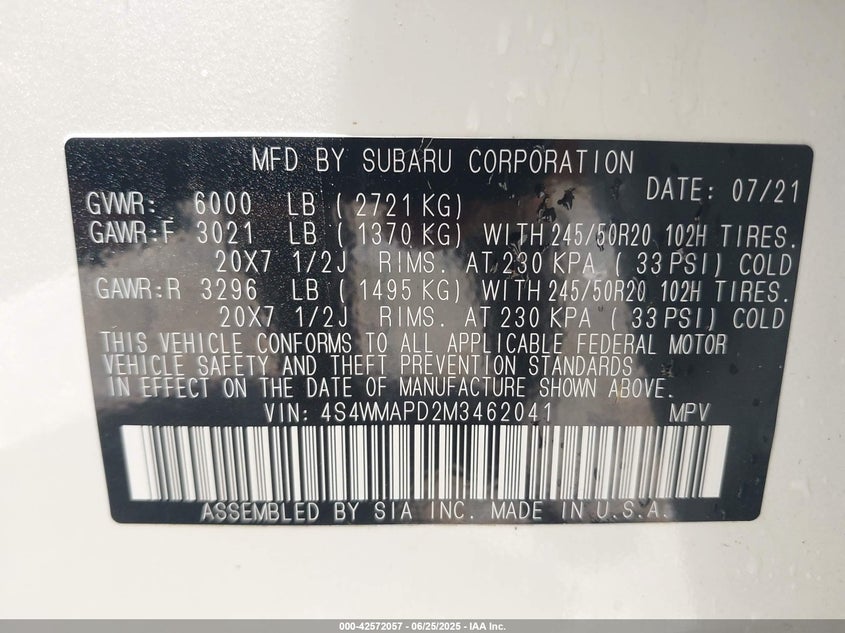 MFD BY SUBARU CORPORATION
DATE: 07/21
GVWR: 6000 LB ( 2721 KG)
GAWR:F 3021 LB ( 1370 KG) WITH 245/50R20 102H TIRES.
20X7 1/2J RIMS. AT 230 KPA ( 33 PSI) COLD
GAWR:R 3296 LB ( 1495 KG) WITH 245/50R20 102H TIRES.
20X7 1/2J RIMS. AT 230 KPA ( 33 PSI) COLD
THIS VEHICLE CONFORMS TO ALL APPLICABLE FEDERAL MOTOR
VEHICLE SAFETY AND THEFT PREVENTION STANDARDS
IN EFFECT ON THE DATE OF MANUFACTURE SHOWN ABOVE.
VIN: 4S4WMAPD2M3462041 MPV
ASSEMBLED BY SIA INC. MADE IN U.S.A.
000-42572057 - 06/25/2025 - IAA Inc.